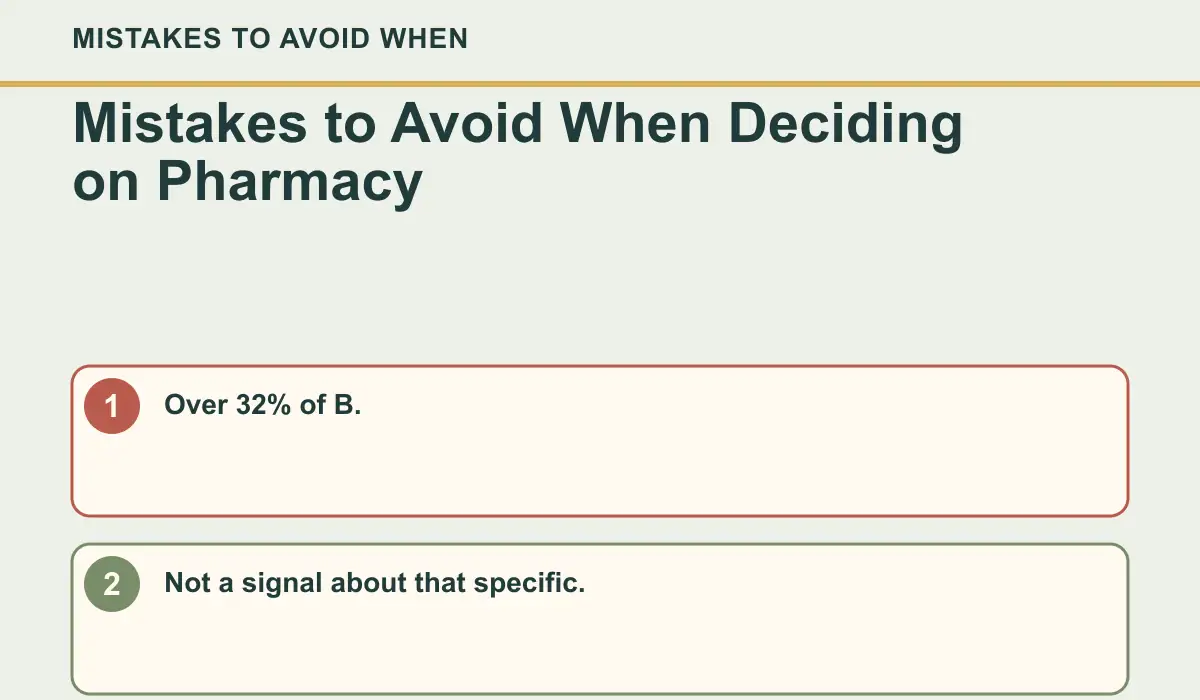 MISTAKES TO AVOID WHEN
Mistakes to Avoid When Deciding
on Pharmacy
1 Over 32% of B.
2 Not a signal about that specific.